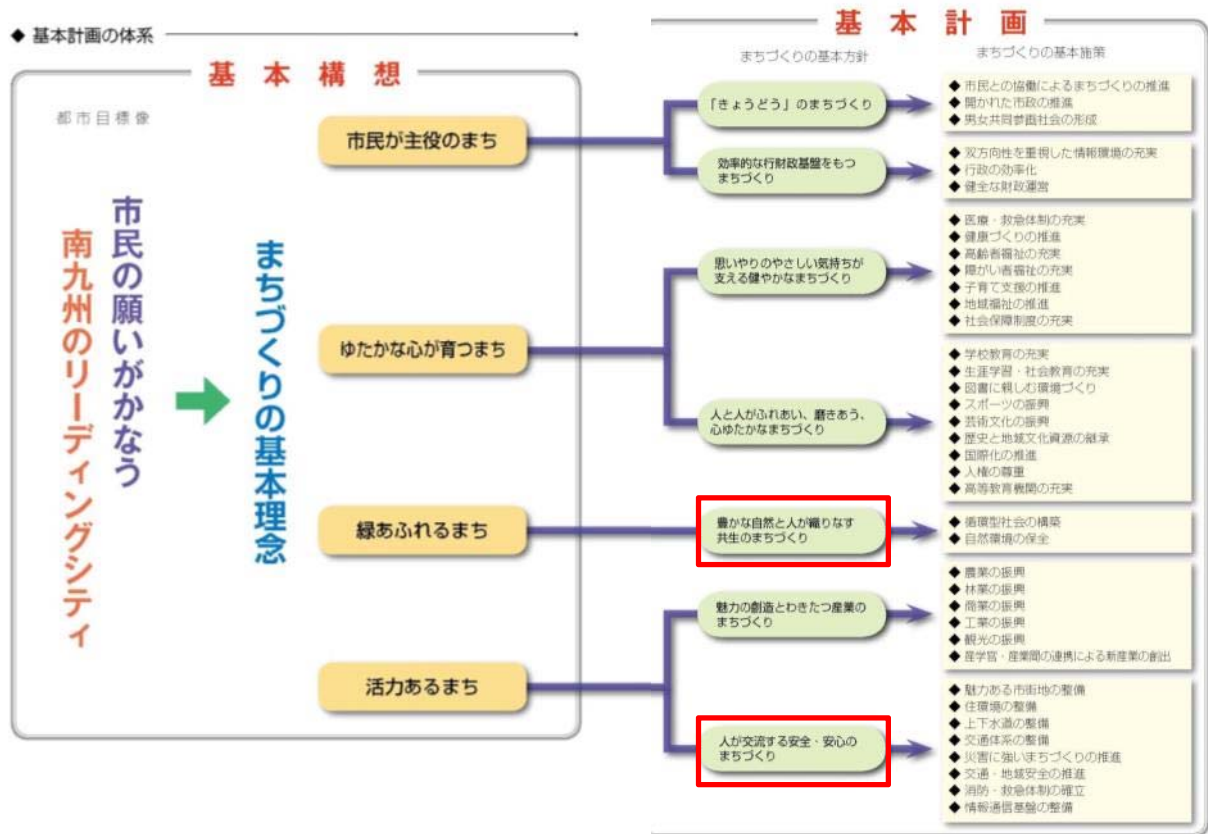 ◆ 基本計画の体系
基本構想
都市目標像
市民の願いがかなう
南九州のリーディングシティ
まちづくりの基本理念
市民が主役のまち
ゆたかな心が育つまち
緑あふれるまち
活力あるまち
基本計画
まちづくりの基本方針
まちづくりの基本施策
「きょうどう」のまちづくり
◆ 市民との協働によるまちづくりの推進
◆ 開かれた市政の推進
◆ 男女共同参画社会の形成
効率的な行財政基盤をもつ
まちづくり
◆ 双方向性を重視した情報環境の充実
◆ 行政の効率化
◆ 健全な財政運営
思いやりのやさしい気持ちが
支える健やかなまちづくり
◆ 医療・救急体制の充実
◆ 健康づくりの推進
◆ 高齢者福祉の充実
◆ 障がい者福祉の充実
◆ 子育て支援の推進
◆ 地域福祉の推進
◆ 社会保障制度の充実
人と人がふれあい、磨きあう、
心ゆたかなまちづくり
◆ 学校教育の充実
◆ 生涯学習・社会教育の充実
◆ 図書に親しむ環境づくり
◆ スポーツの振興
◆ 芸術文化の振興
◆ 歴史と地域文化資源の継承
◆ 国際化の推進
◆ 人権の尊重
◆ 高等教育機関の充実
豊かな自然と人が織りなす
共生のまちづくり
◆ 循環型社会の構築
◆ 自然環境の保全
魅力の創造とわきたつ産業の
まちづくり
◆ 農業の振興
◆ 林業の振興
◆ 商業の振興
◆ 工業の振興
◆ 観光の振興
◆ 産学官・産業間の連携による新産業の創出
人が交流する安全・安心の
まちづくり
◆ 魅力ある市街地の整備
◆ 住環境の整備
◆ 上下水道の整備
◆ 交通体系の整備
◆ 災害に強いまちづくりの推進
◆ 交通・地域安全の推進
◆ 消防・救急体制の確立
◆ 情報通信基盤の整備